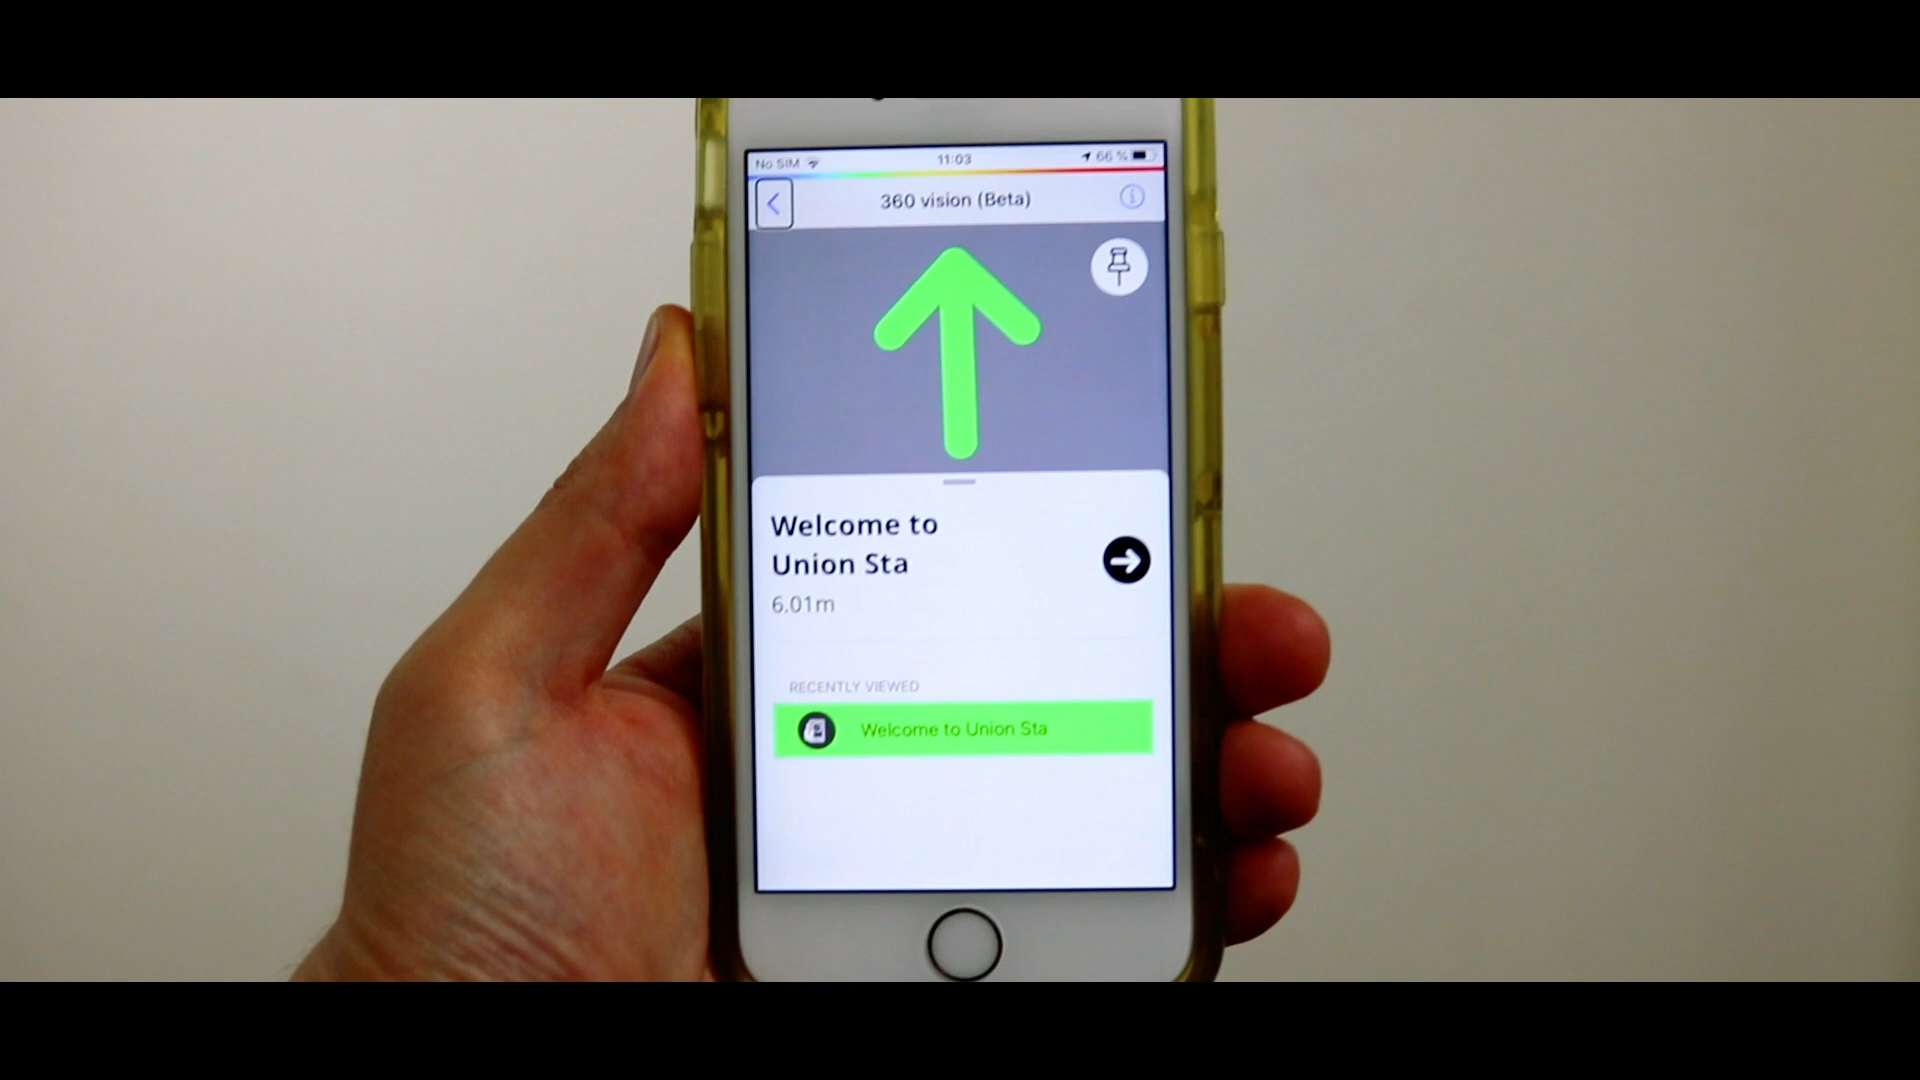 No SIM 11:03 66 %
360 vision (Beta)
Welcome to
Union Sta
6.01m
RECENTLY VIEWED
Welcome to Union Sta